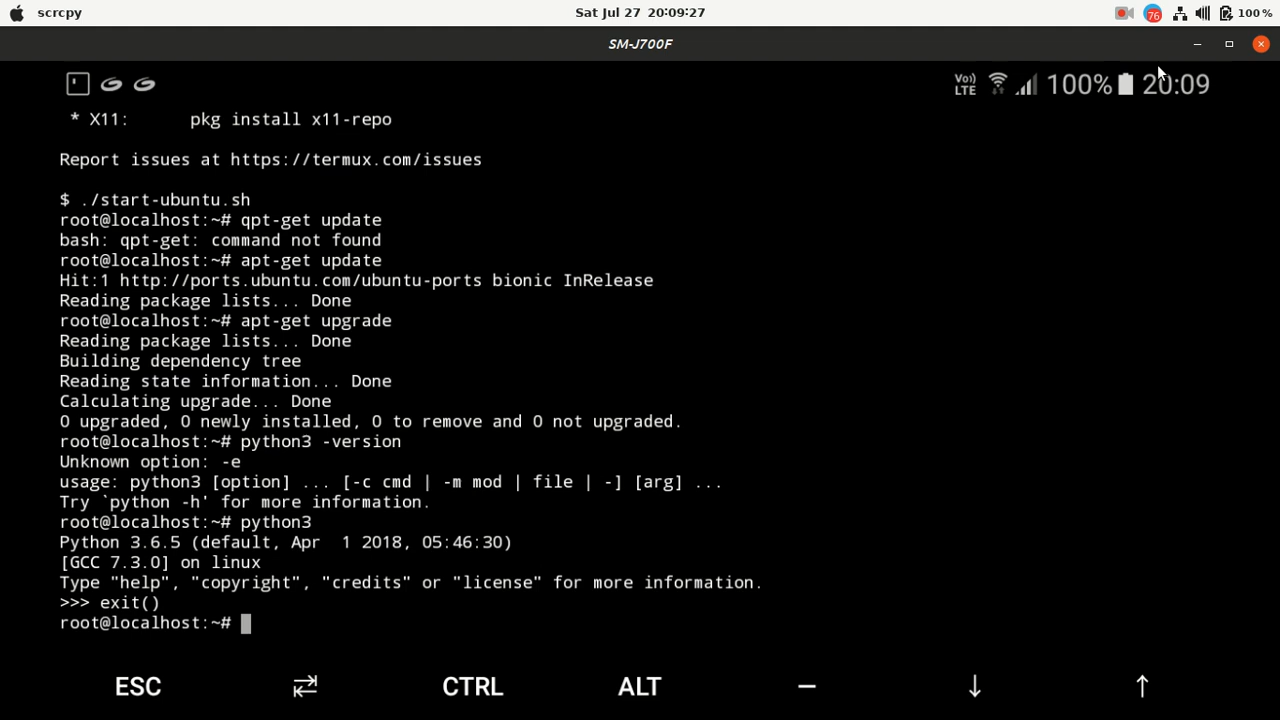 scrcpy
Sat Jul 27 20:09:27
76
100%
SM-J700F
Vo)) LTE
100%
20:09
* X11: pkg install x11-repo
Report issues at https://termux.com/issues
$ ./start-ubuntu.sh
root@localhost:~# qpt-get update
bash: qpt-get: command not found
root@localhost:~# apt-get update
Hit:1 http://ports.ubuntu.com/ubuntu-ports bionic InRelease
Reading package lists... Done
root@localhost:~# apt-get upgrade
Reading package lists... Done
Building dependency tree
Reading state information... Done
Calculating upgrade... Done
0 upgraded, 0 newly installed, 0 to remove and 0 not upgraded.
root@localhost:~# python3 -version
Unknown option: -e
usage: python3 [option] ... [-c cmd | -m mod | file | -] [arg] ...
Try `python -h' for more information.
root@localhost:~# python3
Python 3.6.5 (default, Apr  1 2018, 05:46:30)
[GCC 7.3.0] on linux
Type "help", "copyright", "credits" or "license" for more information.
>>> exit()
root@localhost:~#
ESC ⇄ CTRL ALT — ↓ ↑